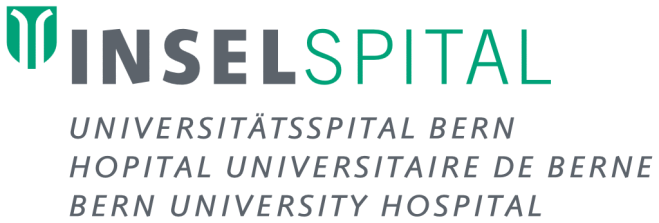 INSELSPITAL
UNIVERSITÄTSSPITAL BERN
HOPITAL UNIVERSITAIRE DE BERNE
BERN UNIVERSITY HOSPITAL